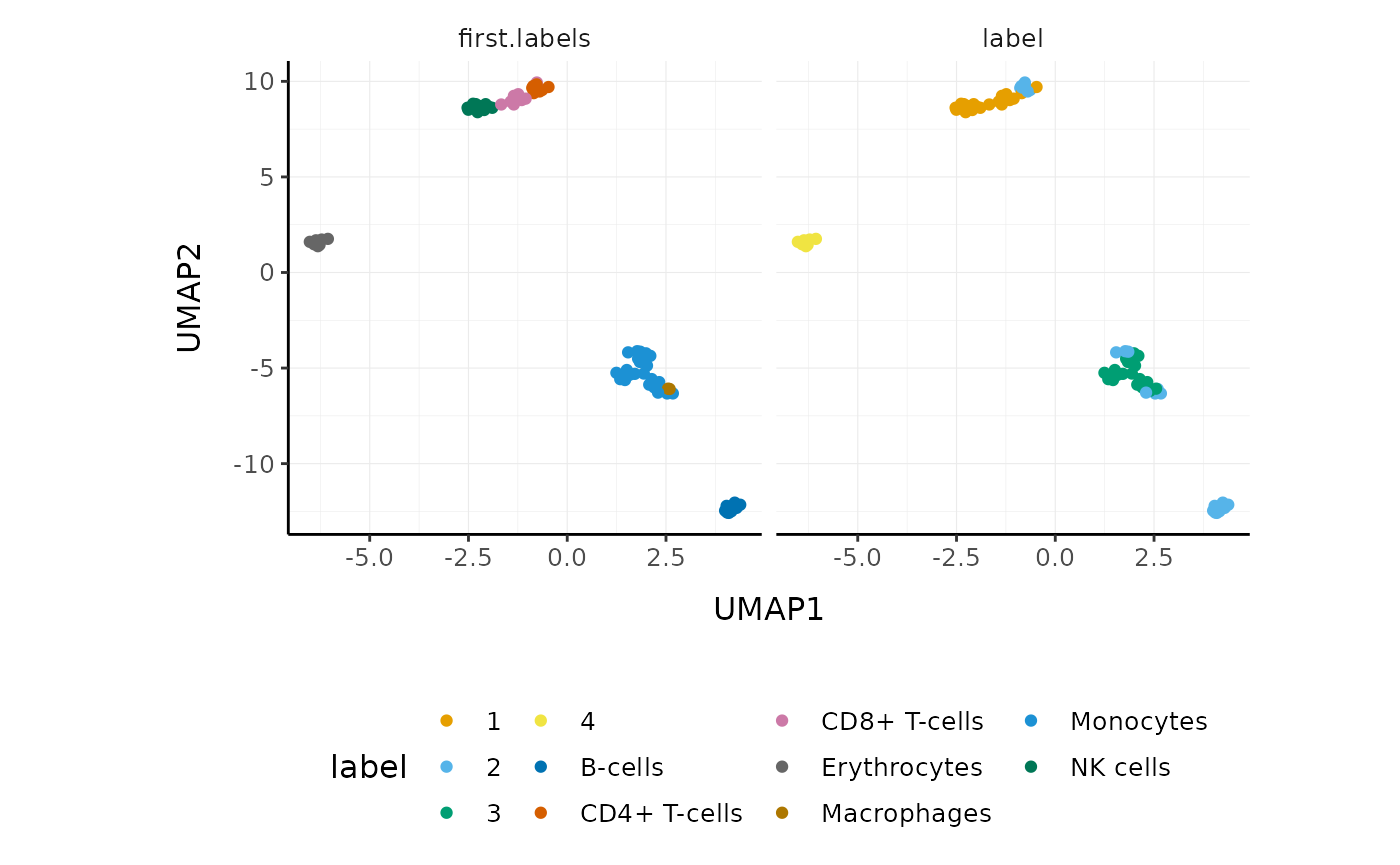 first.labels label
10
5
0
-5
-10
UMAP2
-5.0 -2.5 0.0 2.5 -5.0 -2.5 0.0 2.5
UMAP1
label
1 4 CD8+ T-cells Monocytes
2 B-cells Erythrocytes NK cells
3 CD4+ T-cells Macrophages